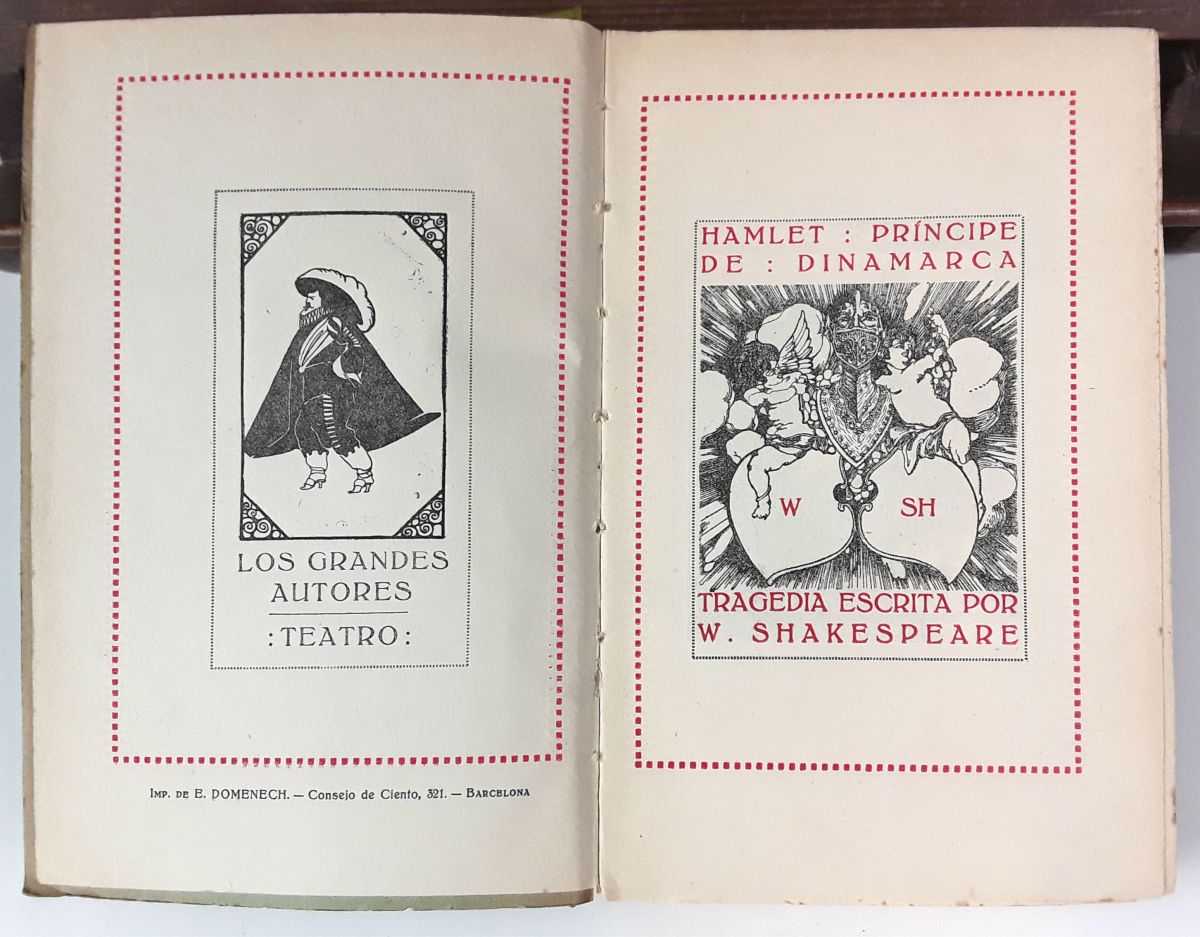 LOS GRANDES
AUTORES
:TEATRO:
IMP. DE E. DOMENECH. — Consejo de Ciento, 321. — BARCELONA
HAMLET : PRÍNCIPE
DE : DINAMARCA
W SH
TRAGEDIA ESCRITA POR
W. SHAKESPEARE